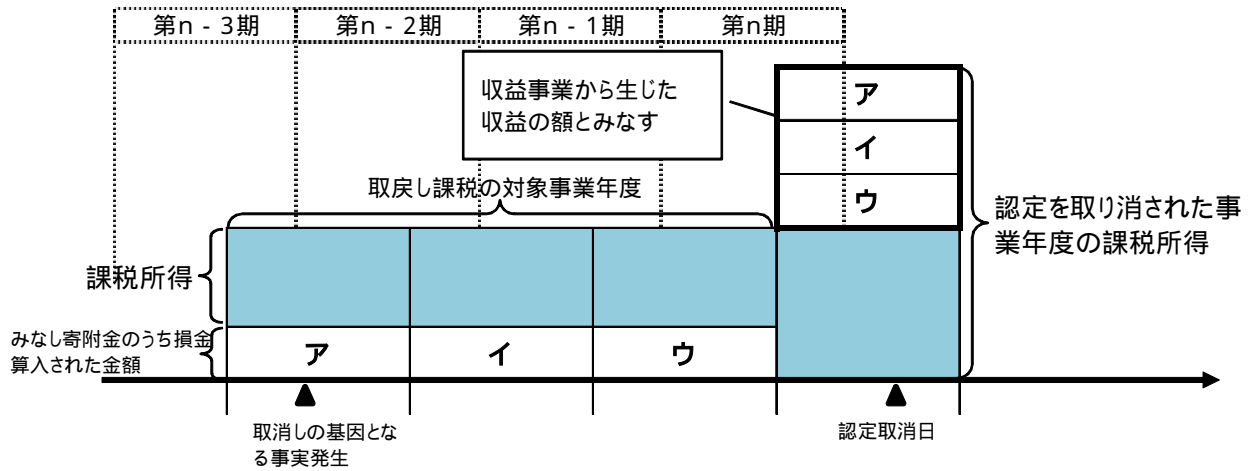 第n - 3期 第n - 2期 第n - 1期 第n期
収益事業から生じた
収益の額とみなす
ア
イ
ウ
取戻し課税の対象事業年度
認定を取り消された事
業年度の課税所得
課税所得
みなし寄附金のうち損金
算入された金額
ア イ ウ
取消しの基因とな
る事実発生
認定取消日